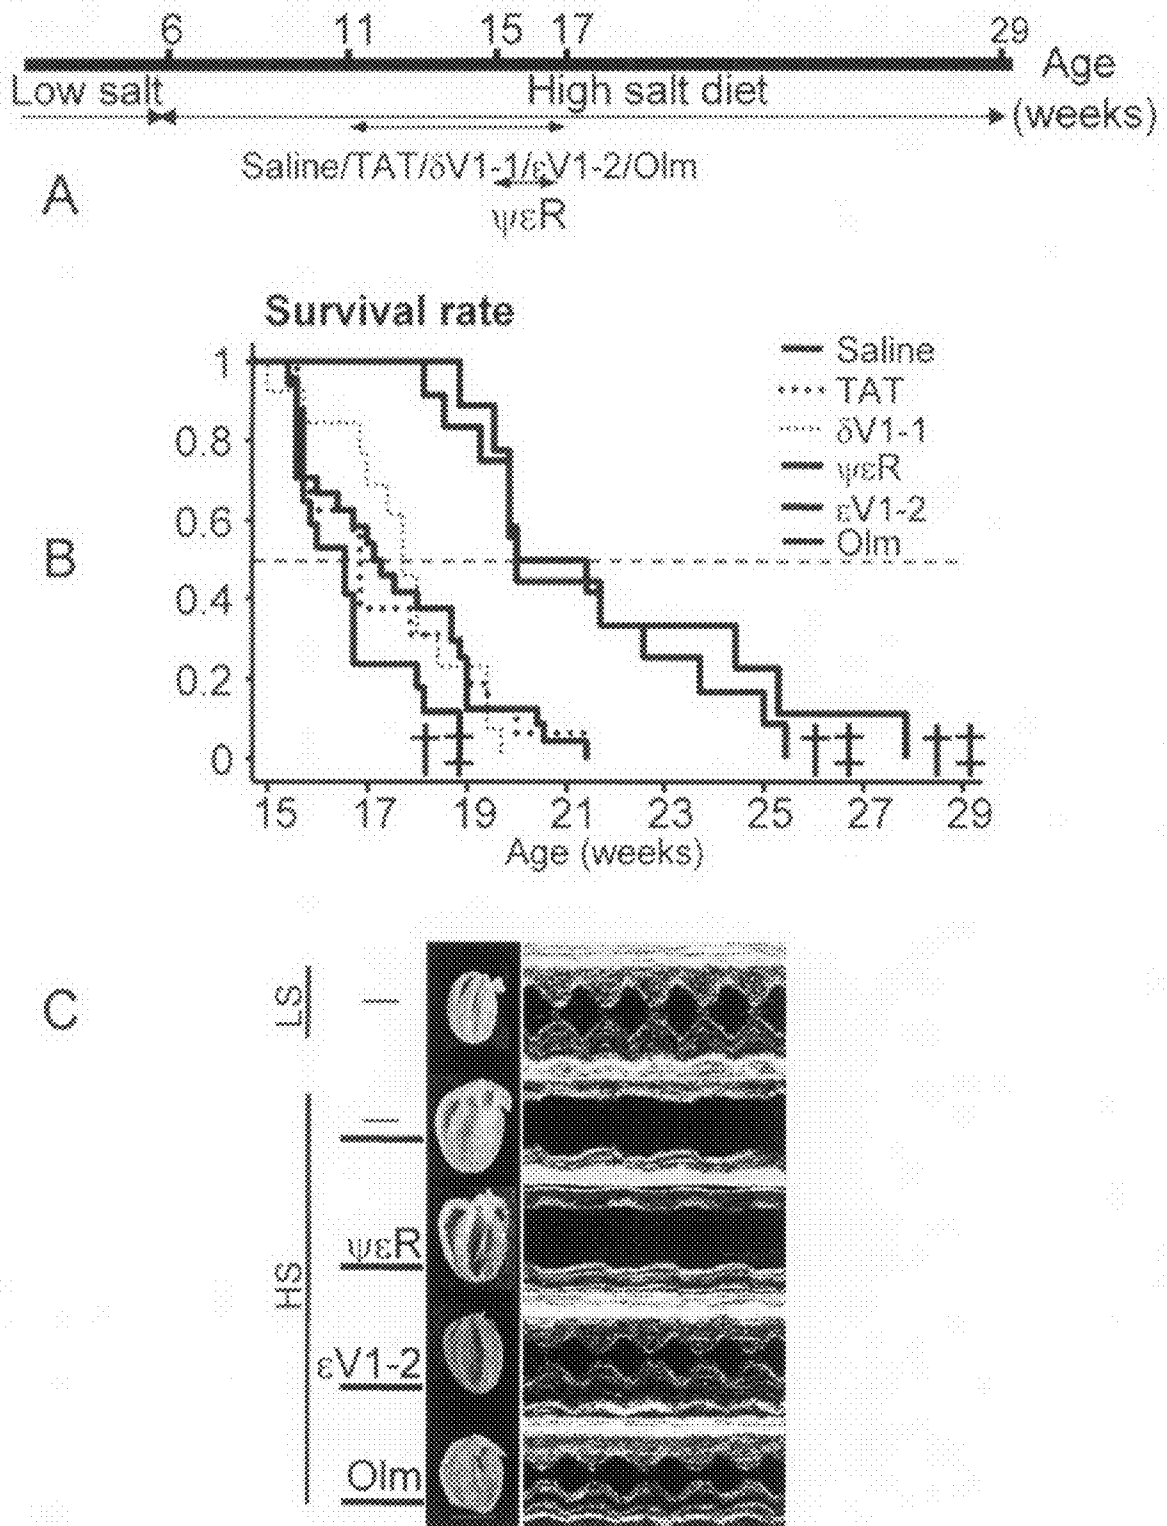 6 11 15 17 29
Age
Low salt High salt diet
(weeks)
Saline/TAT/δV1-1/εV1-2/Olm
A
ψεR
Survival rate
1
0.8
0.6
0.4
0.2
0
Saline
TAT
δV1-1
ψεR
εV1-2
Olm
B
‡ ‡ ‡
15 17 19 21 23 25 27 29
Age (weeks)
C
LS
—
HS
—
ψεR
εV1-2
Olm